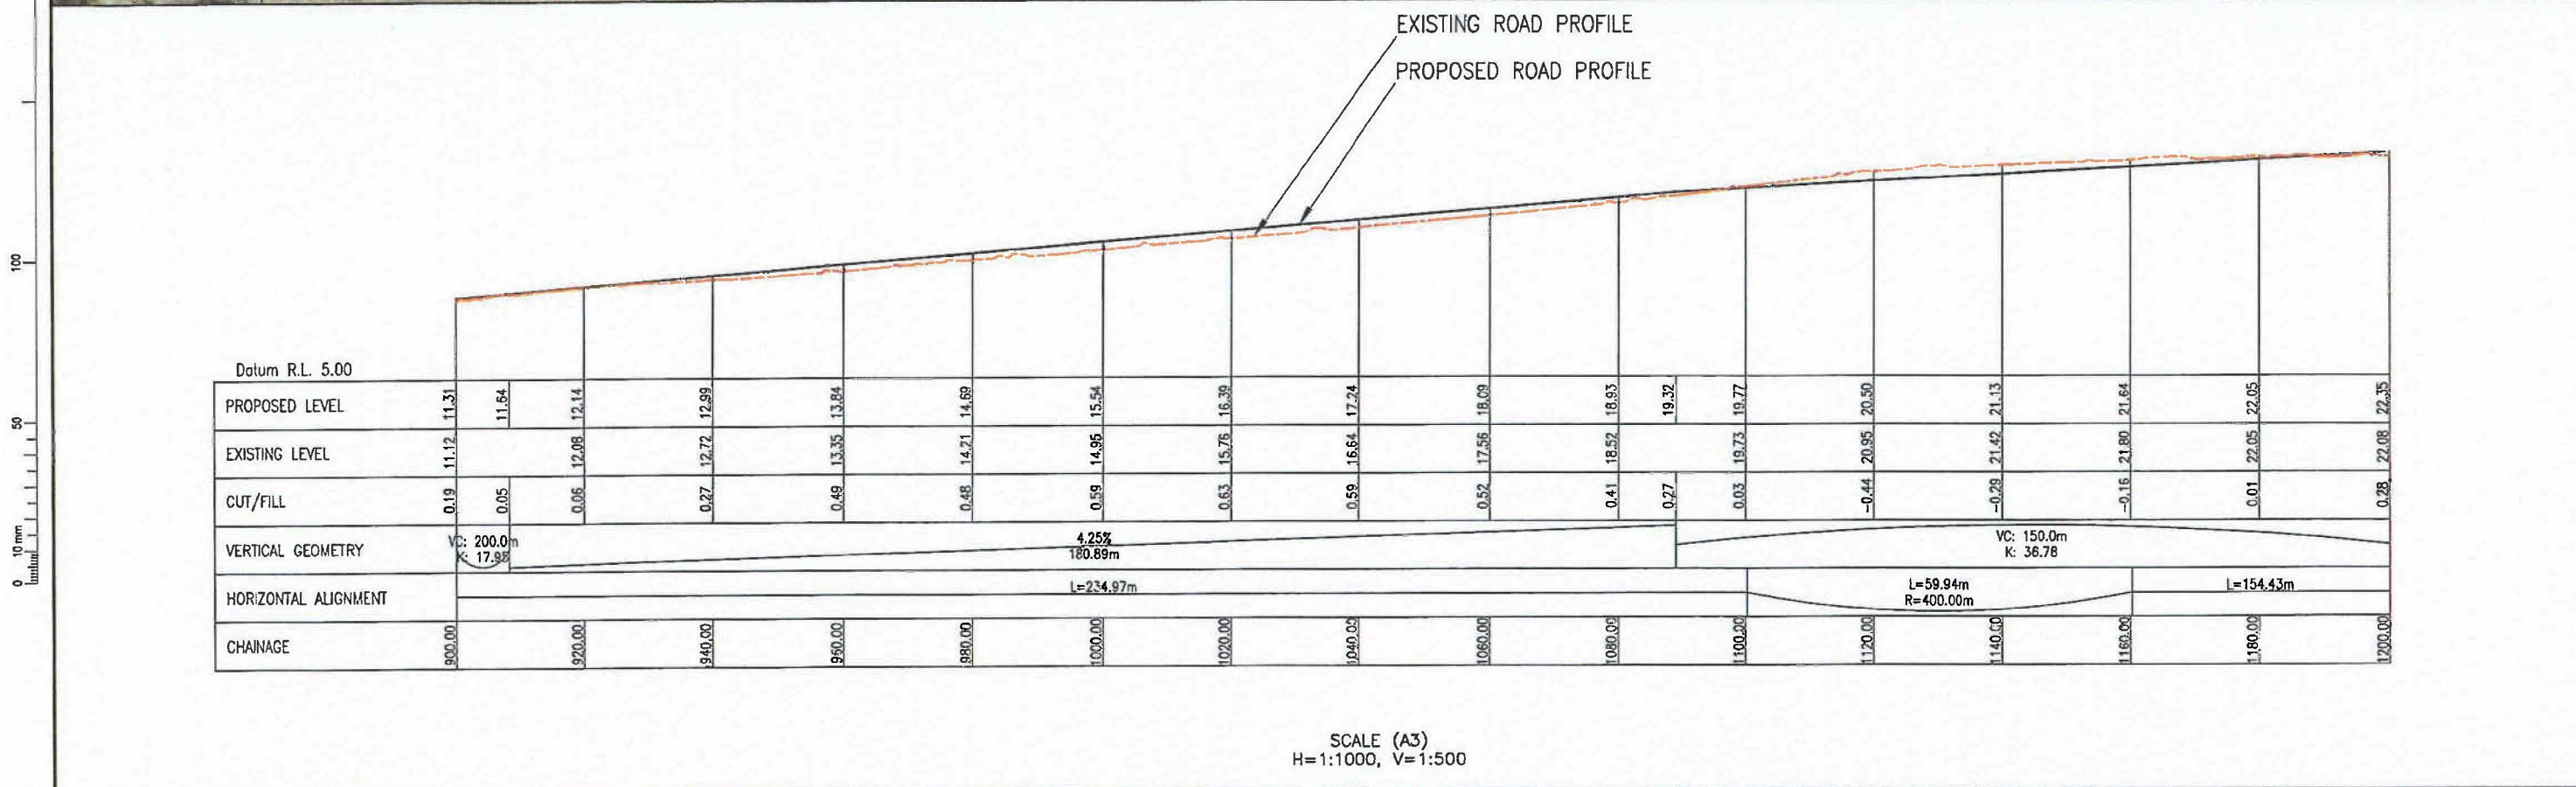 EXISTING ROAD PROFILE
PROPOSED ROAD PROFILE
100
50
10 mm
0
Datum R.L. 5.00
PROPOSED LEVEL 11.31 11.64 12.14 12.99 13.84 14.69 15.54 16.39 17.24 18.09 18.93 19.32 19.77 20.50 21.13 21.64 22.05 22.35
EXISTING LEVEL 11.12 12.08 12.72 13.35 14.21 14.95 15.76 16.64 17.56 18.52 19.73 20.95 21.42 21.80 22.05 22.08
CUT/FILL 0.19 0.05 0.06 0.27 0.49 0.48 0.59 0.63 0.59 0.52 0.41 0.27 0.03 -0.44 -0.29 -0.16 0.01 0.28
VERTICAL GEOMETRY VC: 200.0m 4.25% VC: 150.0m
K: 17.98 180.89m K: 36.78
HORIZONTAL ALIGNMENT L=234.97m L=59.94m L=154.43m
R=400.00m
CHAINAGE 900.00 920.00 940.00 960.00 980.00 1000.00 1020.00 1040.00 1060.00 1080.00 1100.00 1120.00 1140.00 1160.00 1180.00 1200.00
SCALE (A3)
H=1:1000, V=1:500